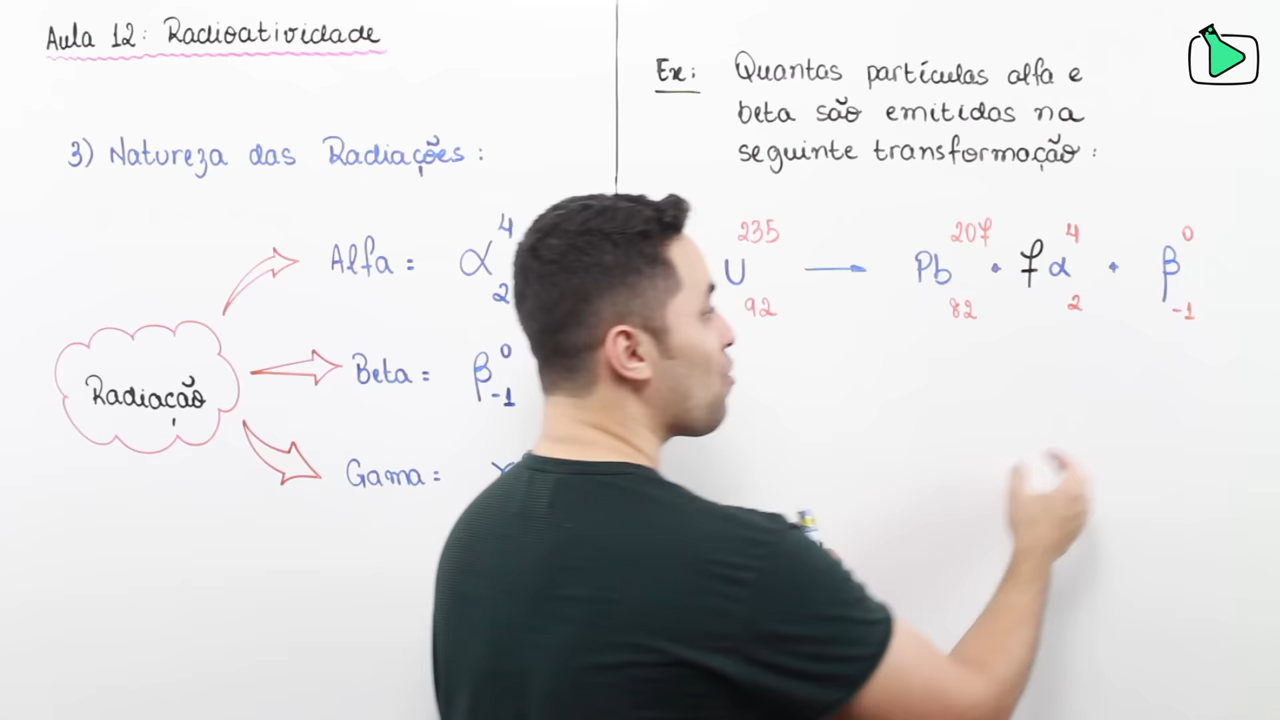 Aula 12: Radioatividade
3) Natureza das Radiações:
Radiação
Alfa = α 4 2
Beta = β 0 -1
Gama = γ
Ex: Quantas partículas alfa e
beta são emitidas na
seguinte transformação:
235 207 4 0
U → Pb + 7 α + β
92 82 2 -1